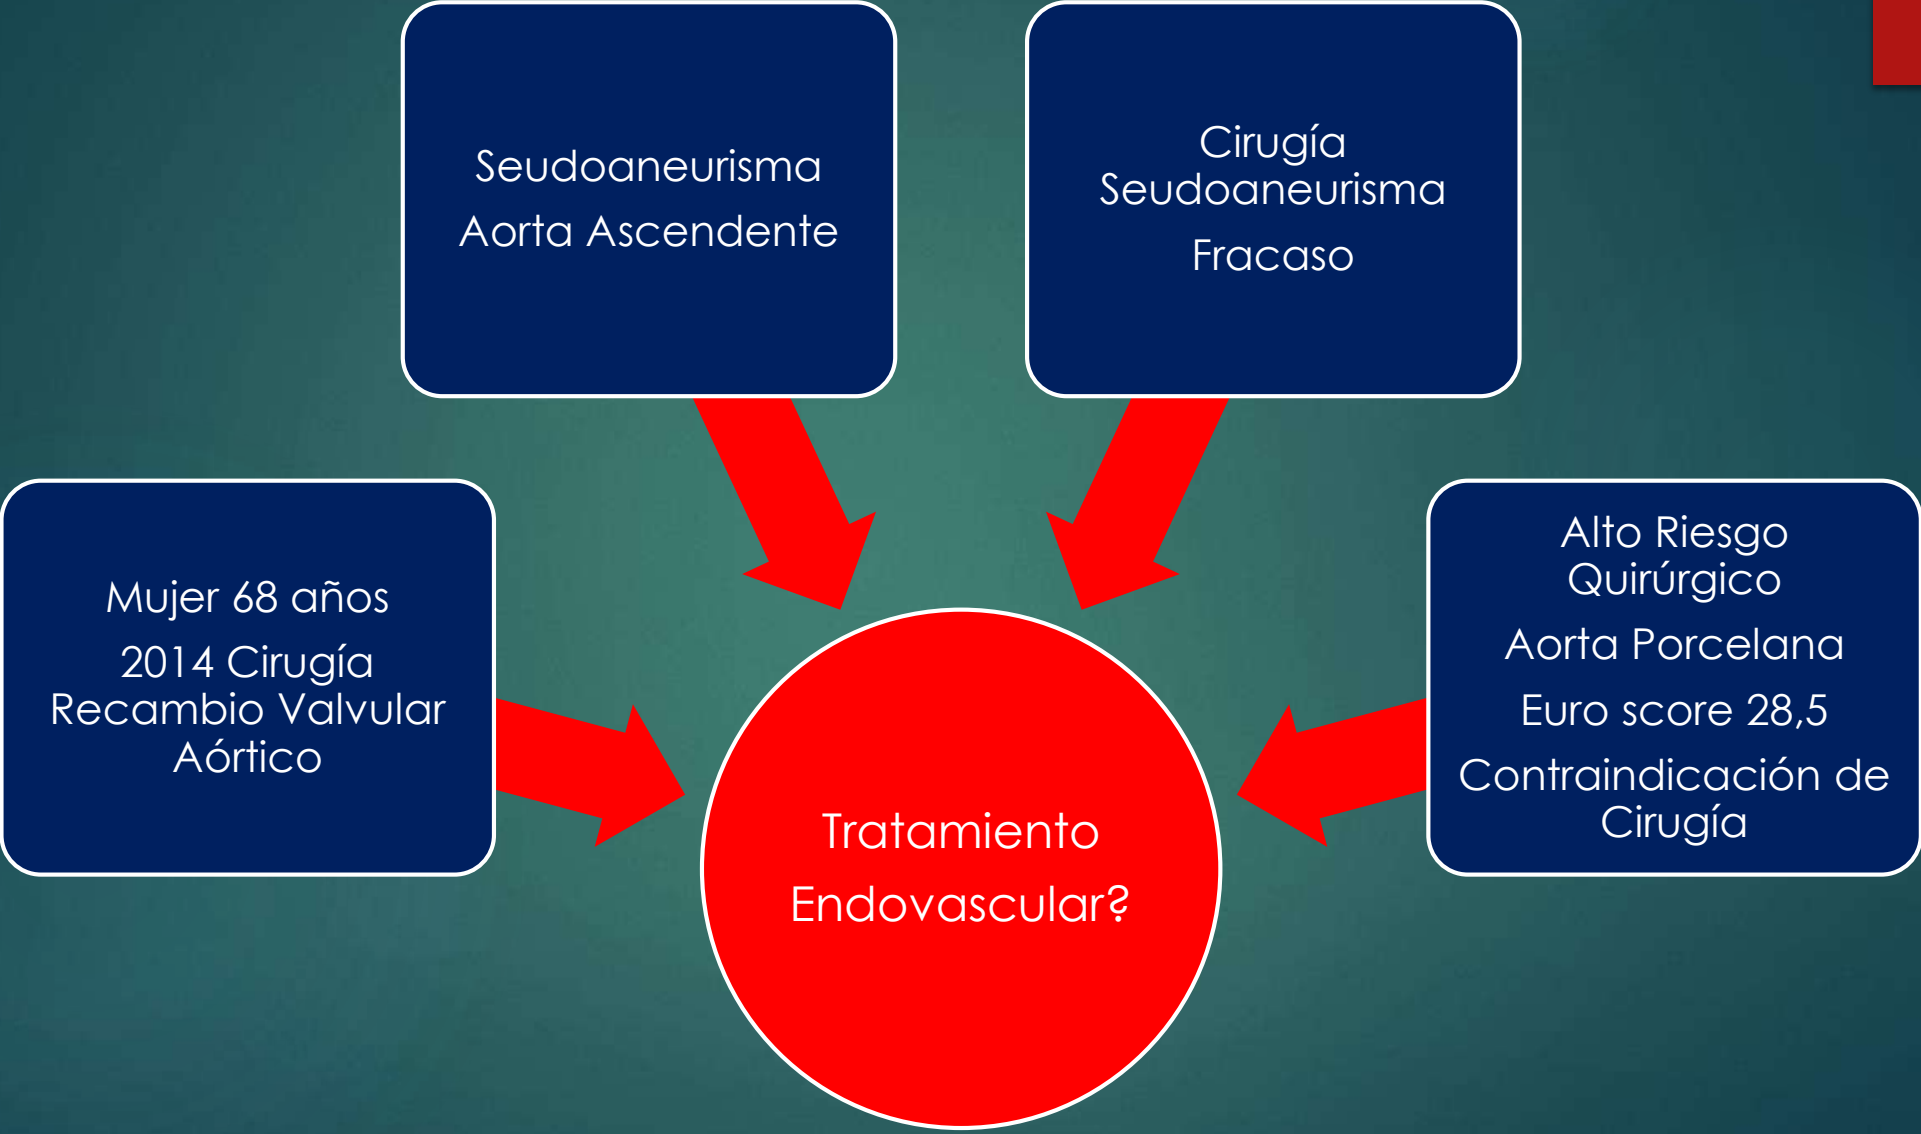 Seudoaneurisma
Aorta Ascendente
Cirugía
Seudoaneurisma
Fracaso
Mujer 68 años
2014 Cirugía
Recambio Valvular
Aórtico
Alto Riesgo
Quirúrgico
Aorta Porcelana
Euro score 28,5
Contraindicación de
Cirugía
Tratamiento
Endovascular?